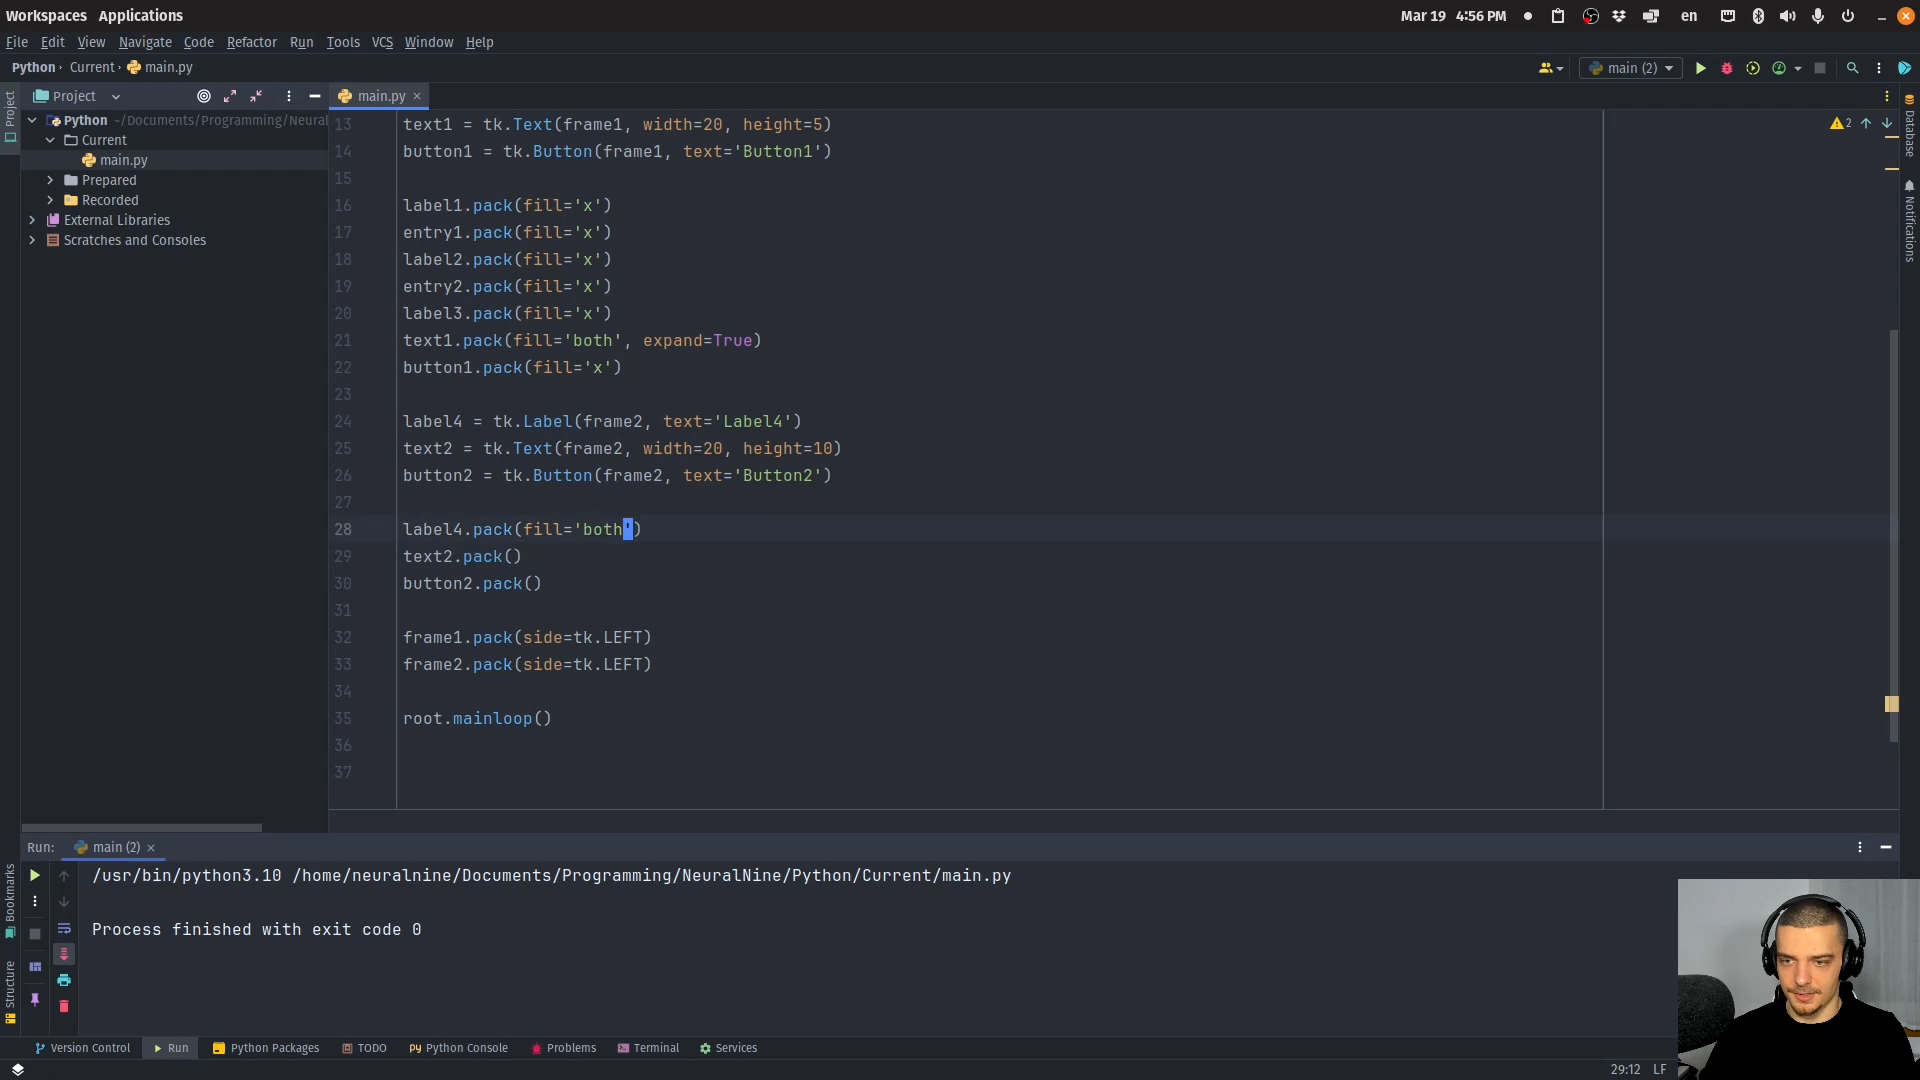 Workspaces Applications Mar 19 4:56 PM en
File Edit View Navigate Code Refactor Run Tools VCS Window Help
Python Current main.py main (2)
Project main.py
Python ~/Documents/Programming/Neural
Current
main.py
Prepared
Recorded
External Libraries
Scratches and Consoles
Project
2
Database
Notifications
13 text1 = tk.Text(frame1, width=20, height=5)
14 button1 = tk.Button(frame1, text='Button1')
15
16 label1.pack(fill='x')
17 entry1.pack(fill='x')
18 label2.pack(fill='x')
19 entry2.pack(fill='x')
20 label3.pack(fill='x')
21 text1.pack(fill='both', expand=True)
22 button1.pack(fill='x')
23
24 label4 = tk.Label(frame2, text='Label4')
25 text2 = tk.Text(frame2, width=20, height=10)
26 button2 = tk.Button(frame2, text='Button2')
27
28 label4.pack(fill='both')
29 text2.pack()
30 button2.pack()
31
32 frame1.pack(side=tk.LEFT)
33 frame2.pack(side=tk.LEFT)
34
35 root.mainloop()
36
37
Run: main (2)
/usr/bin/python3.10 /home/neuralnine/Documents/Programming/NeuralNine/Python/Current/main.py
Process finished with exit code 0
Bookmarks
Structure
Version Control Run Python Packages TODO Python Console Problems Terminal Services
29:12 LF